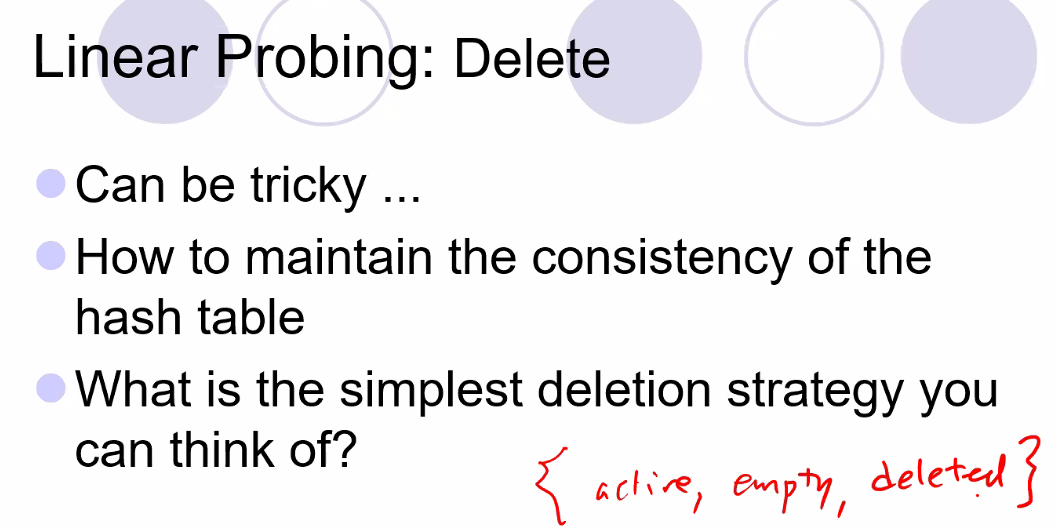 Linear Probing: Delete
Can be tricky ...
How to maintain the consistency of the
hash table
What is the simplest deletion strategy you
can think of?
{ active, empty, deleted }